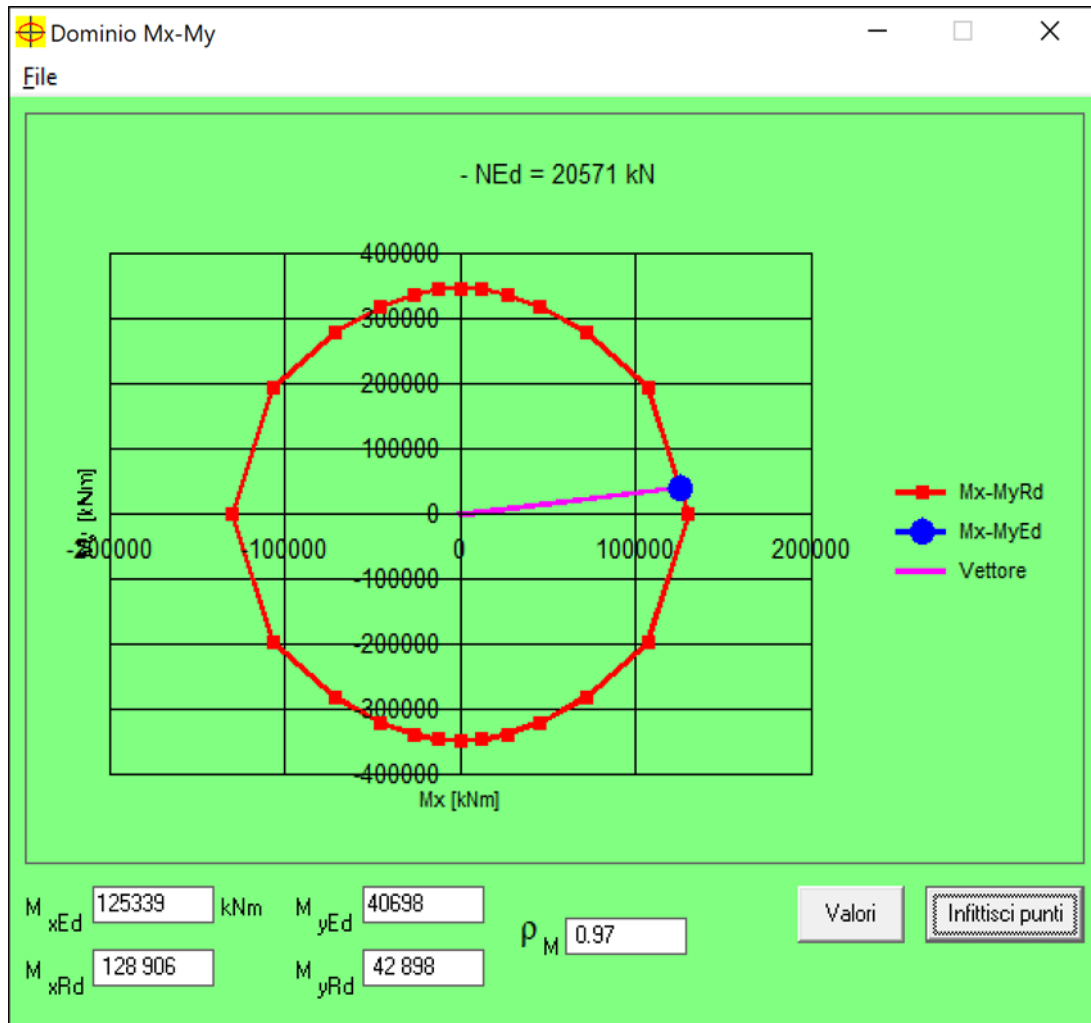 Dominio Mx-My
File
- NEd = 20571 kN
400000
300000
200000
100000
0
-200000 -100000 0 100000 200000
-100000
-200000
-300000
-400000
[kNm]
Mx [kNm]
Mx-MyRd
Mx-MyEd
Vettore
M xEd 125339 kNm M yEd 40698
M xRd 128 906 M yRd 42 898
ρ M 0.97
Valori
Infittisci punti